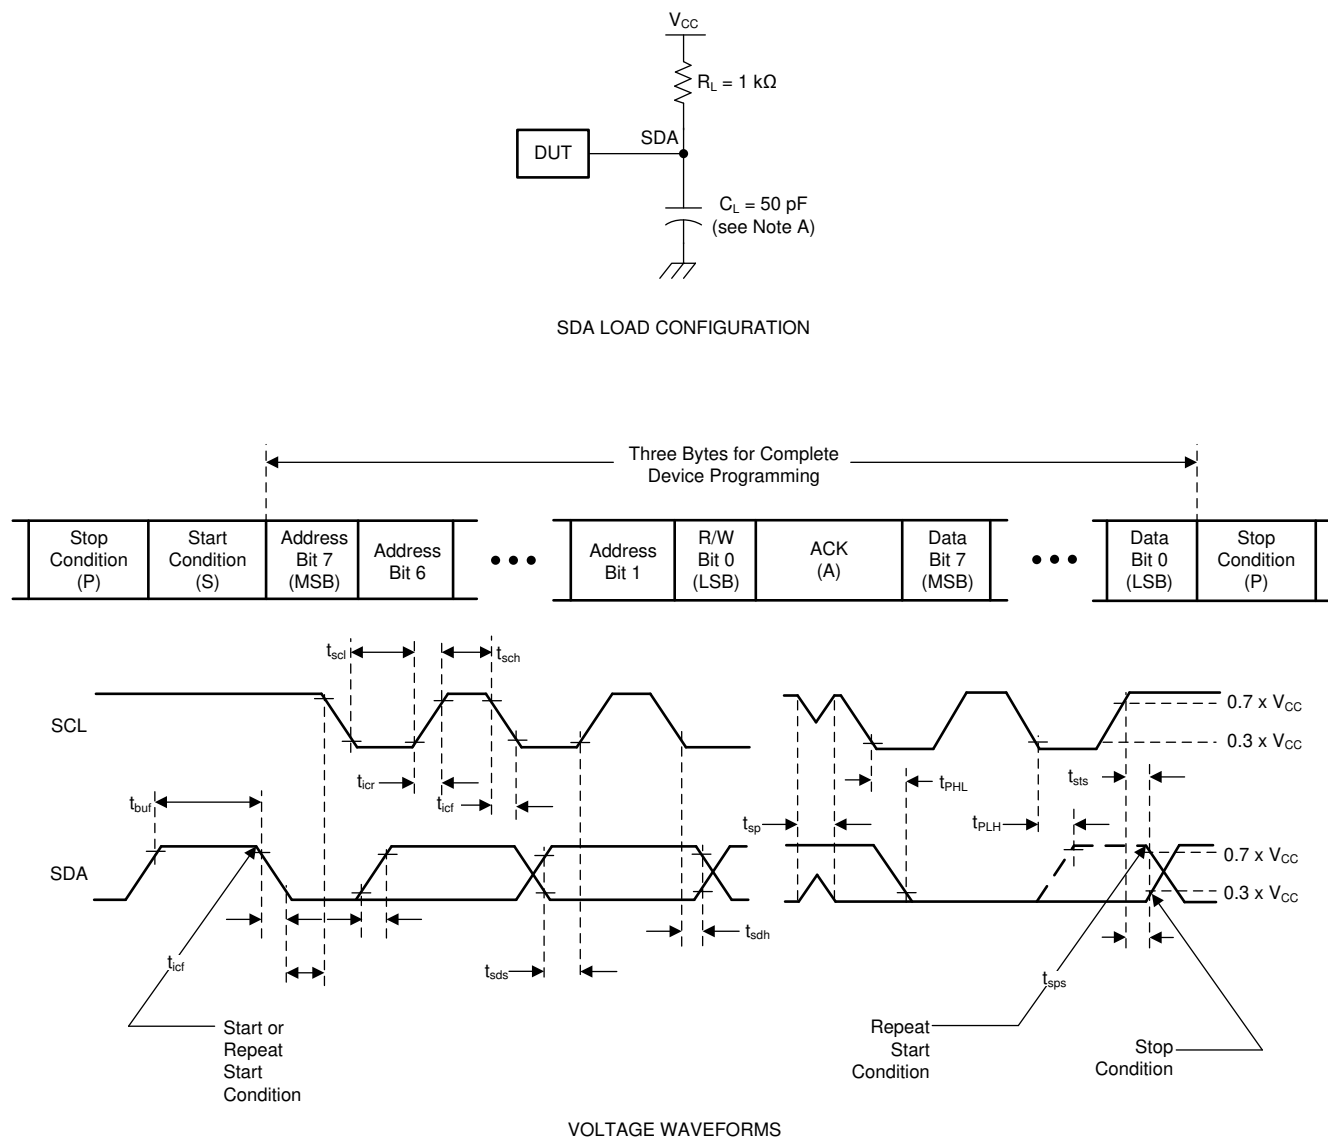 VCC
RL = 1 kΩ
SDA
DUT
CL = 50 pF
(see Note A)
SDA LOAD CONFIGURATION
Three Bytes for Complete
Device Programming
Stop
Condition
(P)
Start
Condition
(S)
Address
Bit 7
(MSB)
Address
Bit 6
• • •
Address
Bit 1
R/W
Bit 0
(LSB)
ACK
(A)
Data
Bit 7
(MSB)
• • •
Data
Bit 0
(LSB)
Stop
Condition
(P)
tscl
tsch
SCL
0.7 x VCC
0.3 x VCC
ticr
ticf
tbuf
tPHL
tsts
tsp
tPLH
SDA
0.7 x VCC
0.3 x VCC
ticf
tsds
tsdh
tsps
Start or
Repeat
Start
Condition
Repeat
Start
Condition
Stop
Condition
VOLTAGE WAVEFORMS